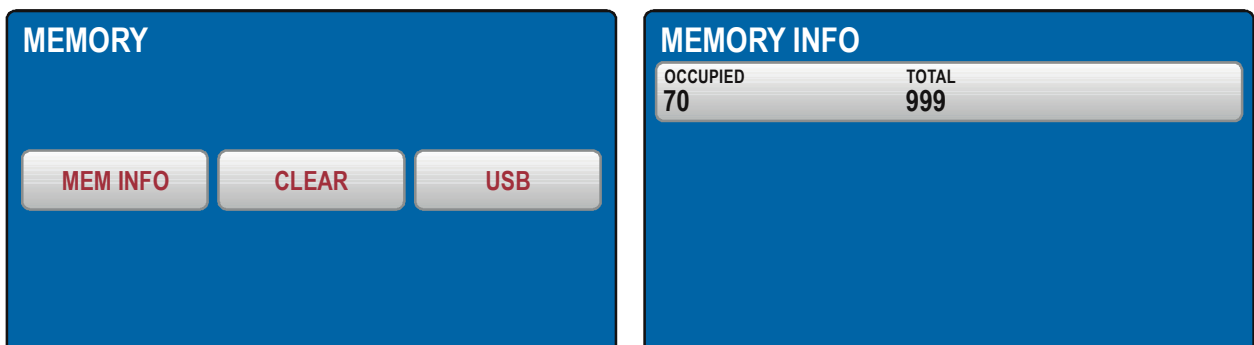 MEMORY
MEM INFO CLEAR USB
MEMORY INFO
OCCUPIED TOTAL
70 999